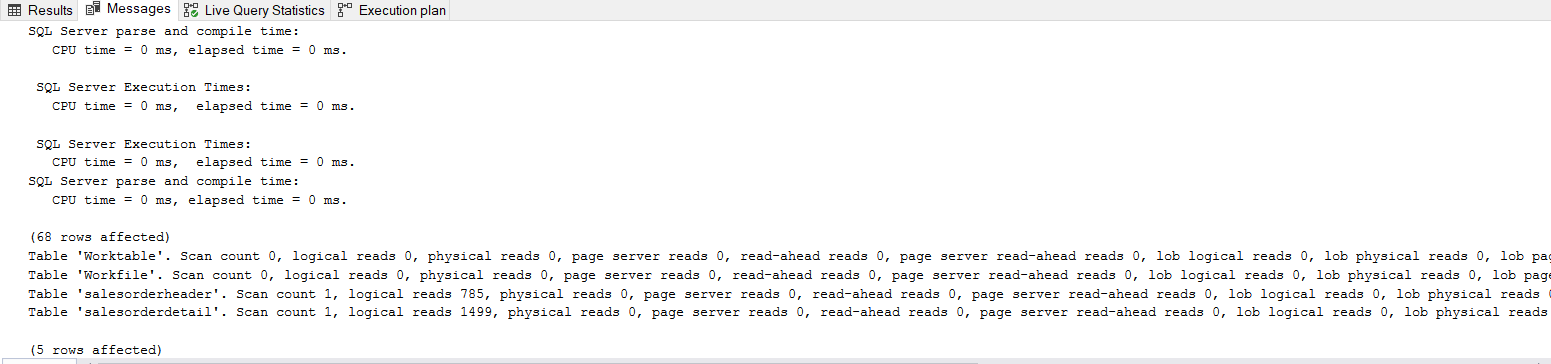 Results Messages Live Query Statistics Execution plan
SQL Server parse and compile time:
CPU time = 0 ms, elapsed time = 0 ms.
SQL Server Execution Times:
CPU time = 0 ms,  elapsed time = 0 ms.
SQL Server Execution Times:
CPU time = 0 ms,  elapsed time = 0 ms.
SQL Server parse and compile time:
CPU time = 0 ms, elapsed time = 0 ms.
(68 rows affected)
Table 'Worktable'. Scan count 0, logical reads 0, physical reads 0, page server reads 0, read-ahead reads 0, page server read-ahead reads 0, lob logical reads 0, lob physical reads 0, lob
Table 'Workfile'. Scan count 0, logical reads 0, physical reads 0, page server reads 0, read-ahead reads 0, page server read-ahead reads 0, lob logical reads 0, lob physical reads 0, lob page
Table 'salesorderheader'. Scan count 1, logical reads 785, physical reads 0, page server reads 0, read-ahead reads 0, page server read-ahead reads 0, lob logical reads 0, lob physical reads
Table 'salesorderdetail'. Scan count 1, logical reads 1499, physical reads 0, page server reads 0, read-ahead reads 0, page server read-ahead reads 0, lob logical reads 0, lob physical reads
(5 rows affected)